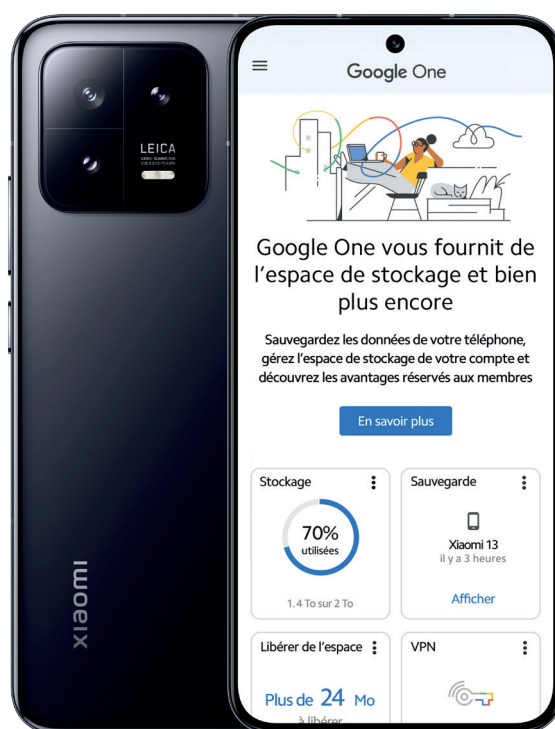 LEICA
xiaomi
Google One
Google One vous fournit de
l'espace de stockage et bien
plus encore
Sauvegardez les données de votre téléphone,
gérez l'espace de stockage de votre compte et
découvrez les avantages réservés aux membres
En savoir plus
Stockage
70%
utilisées
1.4 To sur 2 To
Sauvegarde
Xiaomi 13
il y a 3 heures
Afficher
Libérer de l'espace
Plus de 24 Mo
à libérer
VPN